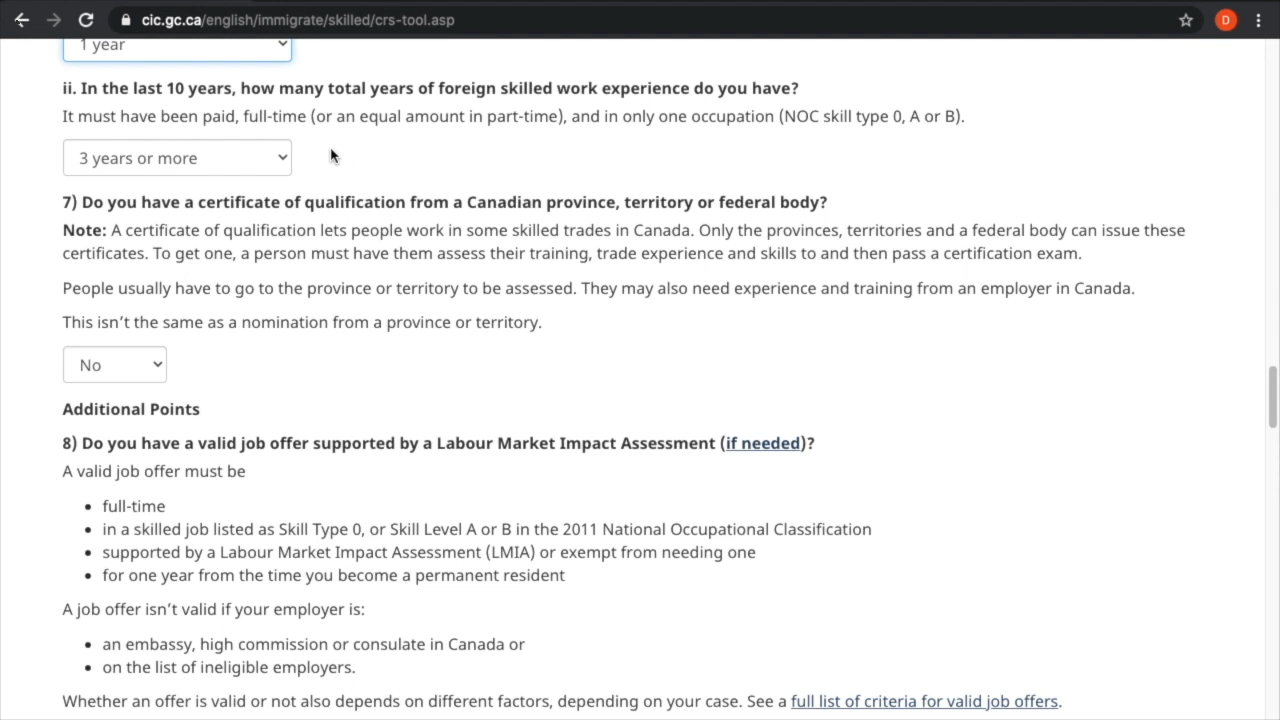 cic.gc.ca/english/immigrate/skilled/crs-tool.asp
D
1 year
ii. In the last 10 years, how many total years of foreign skilled work experience do you have?
It must have been paid, full-time (or an equal amount in part-time), and in only one occupation (NOC skill type 0, A or B).
3 years or more
7) Do you have a certificate of qualification from a Canadian province, territory or federal body?
Note: A certificate of qualification lets people work in some skilled trades in Canada. Only the provinces, territories and a federal body can issue these
certificates. To get one, a person must have them assess their training, trade experience and skills to and then pass a certification exam.
People usually have to go to the province or territory to be assessed. They may also need experience and training from an employer in Canada.
This isn’t the same as a nomination from a province or territory.
No
Additional Points
8) Do you have a valid job offer supported by a Labour Market Impact Assessment (if needed)?
A valid job offer must be
• full-time
• in a skilled job listed as Skill Type 0, or Skill Level A or B in the 2011 National Occupational Classification
• supported by a Labour Market Impact Assessment (LMIA) or exempt from needing one
• for one year from the time you become a permanent resident
A job offer isn’t valid if your employer is:
• an embassy, high commission or consulate in Canada or
• on the list of ineligible employers.
Whether an offer is valid or not also depends on different factors, depending on your case. See a full list of criteria for valid job offers.